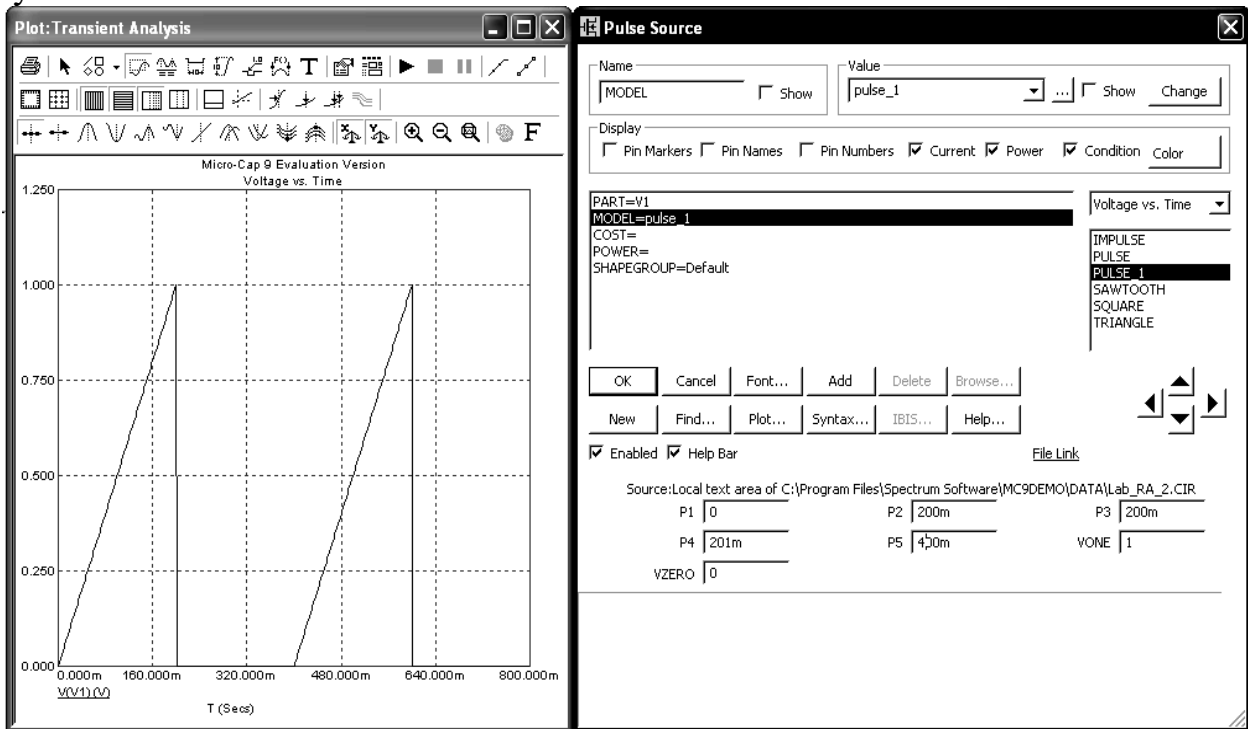 Plot:Transient Analysis
T
F
Micro-Cap 9 Evaluation Version
Voltage vs. Time
1.250
1.000
0.750
0.500
0.250
0.000
0.000m 160.000m 320.000m 480.000m 640.000m 800.000m
V(V1) (V)
T (Secs)
Pulse Source
Name
MODEL Show
Value
pulse_1 ... Show Change
Display
Pin Markers Pin Names Pin Numbers Current Power Condition Color
PART=V1
MODEL=pulse_1
COST=
POWER=
SHAPEGROUP=Default
Voltage vs. Time
IMPULSE
PULSE
PULSE_1
SAWTOOTH
SQUARE
TRIANGLE
OK Cancel Font... Add Delete Browse...
New Find... Plot... Syntax... IBIS... Help...
Enabled Help Bar File Link
Source:Local text area of C:\Program Files\Spectrum Software\MC9DEMO\DATA\Lab_RA_2.CIR
P1 0 P2 200m P3 200m
P4 201m P5 400m VONE 1
VZERO 0